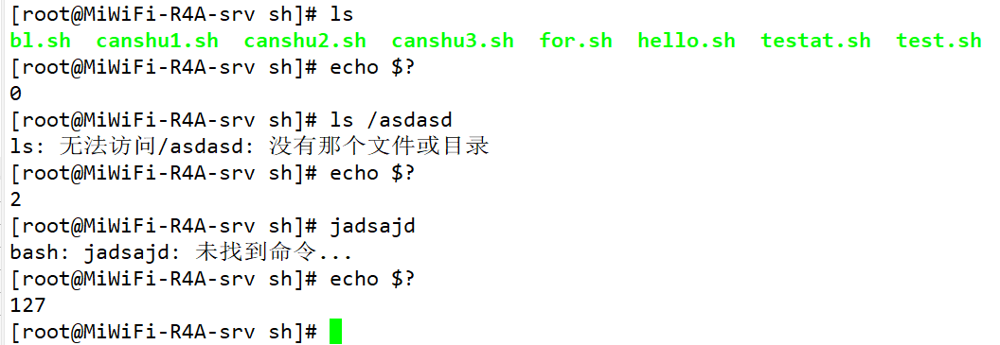 [root@MiWiFi-R4A-srv sh]# ls
bl.sh  canshu1.sh  canshu2.sh  canshu3.sh  for.sh  hello.sh  testat.sh  test.sh
[root@MiWiFi-R4A-srv sh]# echo $?
0
[root@MiWiFi-R4A-srv sh]# ls /asdasd
ls: 无法访问/asdasd: 没有那个文件或目录
[root@MiWiFi-R4A-srv sh]# echo $?
2
[root@MiWiFi-R4A-srv sh]# jadsajd
bash: jadsajd: 未找到命令...
[root@MiWiFi-R4A-srv sh]# echo $?
127
[root@MiWiFi-R4A-srv sh]#